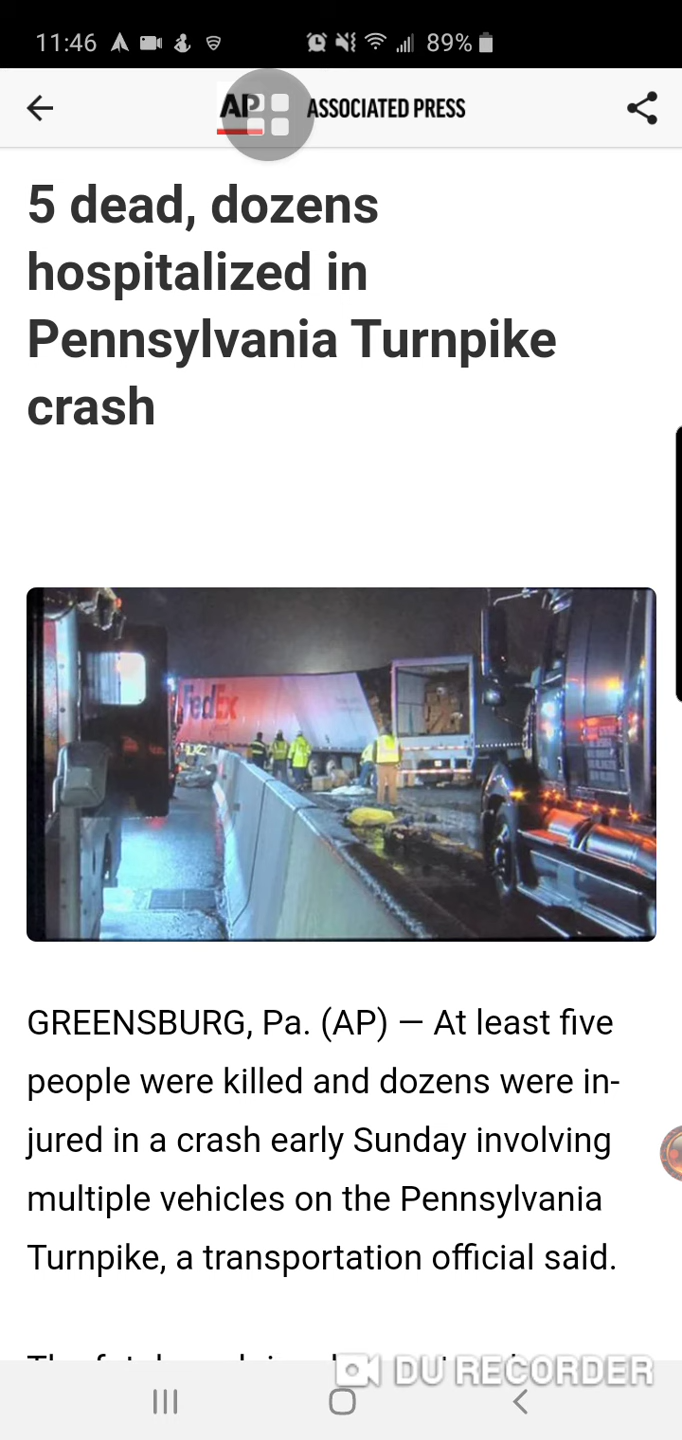 11:46 89%
AP ASSOCIATED PRESS
5 dead, dozens
hospitalized in
Pennsylvania Turnpike
crash
FedEx
GREENSBURG, Pa. (AP) — At least five
people were killed and dozens were in-
jured in a crash early Sunday involving
multiple vehicles on the Pennsylvania
Turnpike, a transportation official said.
DU RECORDER